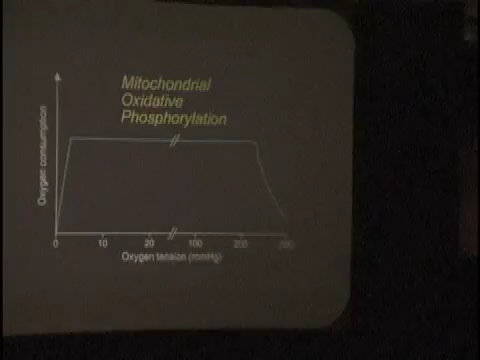 Mitochondrial
Oxidative
Phosphorylation
Oxygen consumption
0 10 20 100 200 300
Oxygen tension (mmHg)